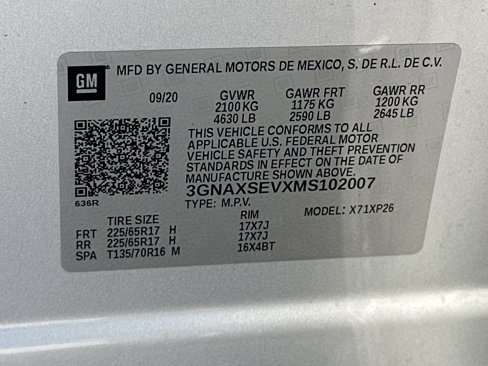 GM MFD BY GENERAL MOTORS DE MEXICO, S. DE R.L. DE C.V.
09/20 GVWR GAWR FRT GAWR RR
2100 KG 1175 KG 1200 KG
4630 LB 2590 LB 2645 LB
THIS VEHICLE CONFORMS TO ALL
APPLICABLE U.S. FEDERAL MOTOR
VEHICLE SAFETY AND THEFT PREVENTION
STANDARDS IN EFFECT ON THE DATE OF
MANUFACTURE SHOWN ABOVE.
3GNAXSEVXMS102007
636R TYPE: M.P.V. MODEL: X71XP26
TIRE SIZE RIM
FRT 225/65R17 H 17X7J
RR 225/65R17 H 17X7J
SPA T135/70R16 M 16X4BT